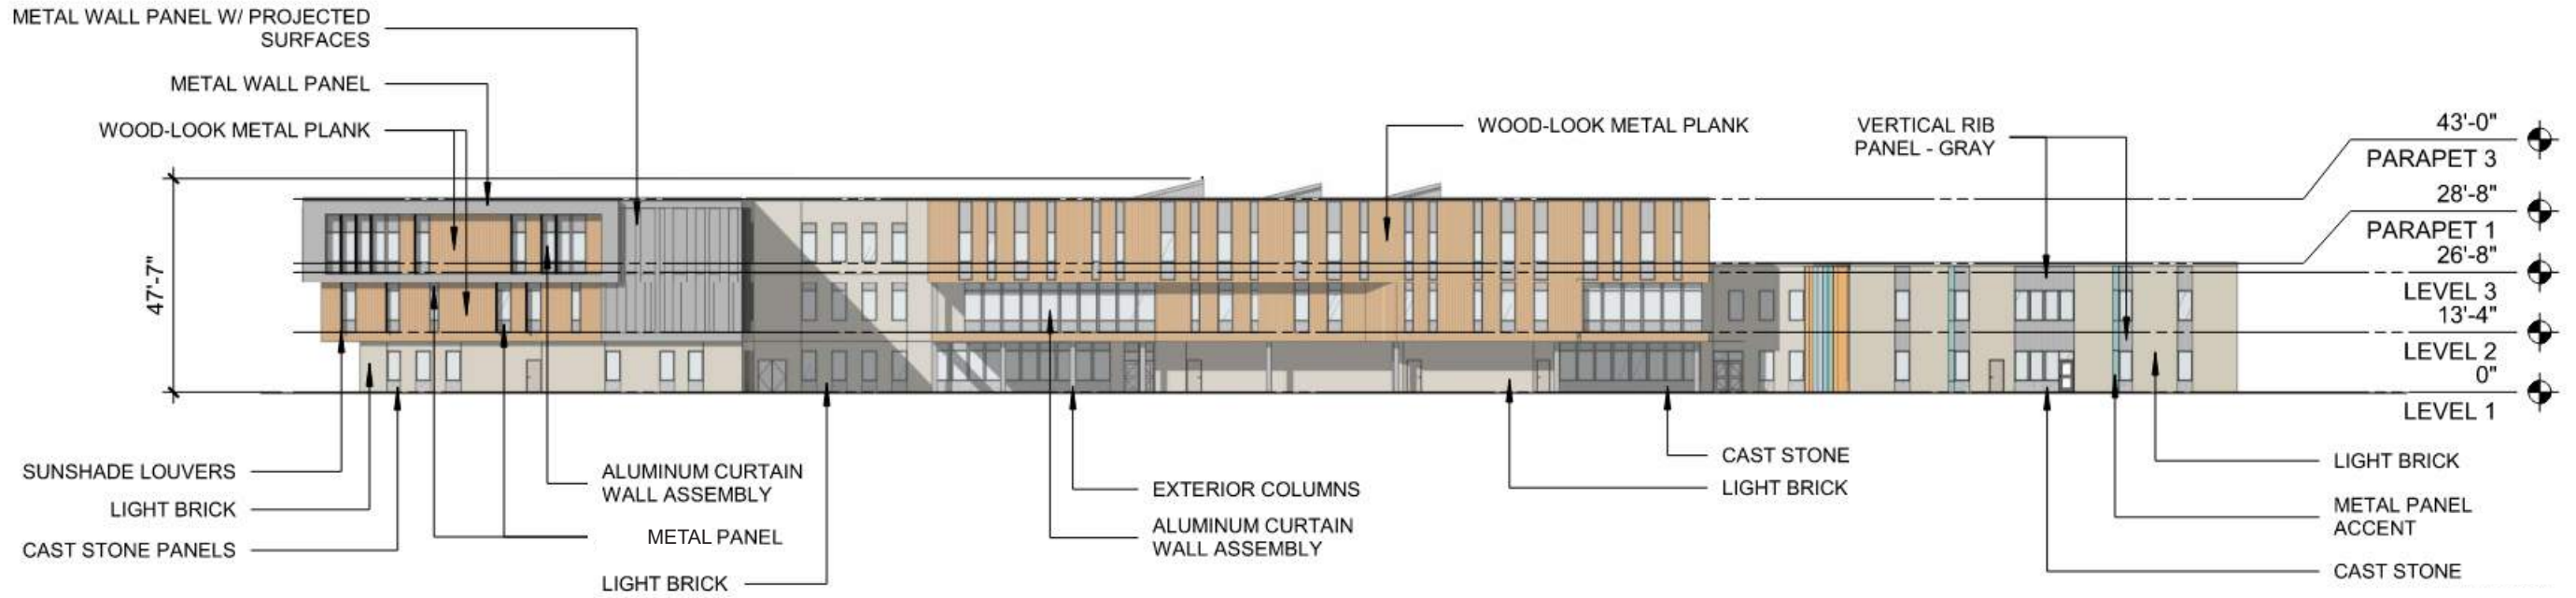 METAL WALL PANEL W/ PROJECTED
SURFACES
METAL WALL PANEL
WOOD-LOOK METAL PLANK
WOOD-LOOK METAL PLANK
VERTICAL RIB
PANEL - GRAY
43'-0"
PARAPET 3
28'-8"
PARAPET 1
26'-8"
LEVEL 3
13'-4"
LEVEL 2
0"
LEVEL 1
47'-7"
SUNSHADE LOUVERS
LIGHT BRICK
CAST STONE PANELS
ALUMINUM CURTAIN
WALL ASSEMBLY
METAL PANEL
LIGHT BRICK
EXTERIOR COLUMNS
ALUMINUM CURTAIN
WALL ASSEMBLY
CAST STONE
LIGHT BRICK
LIGHT BRICK
METAL PANEL
ACCENT
CAST STONE